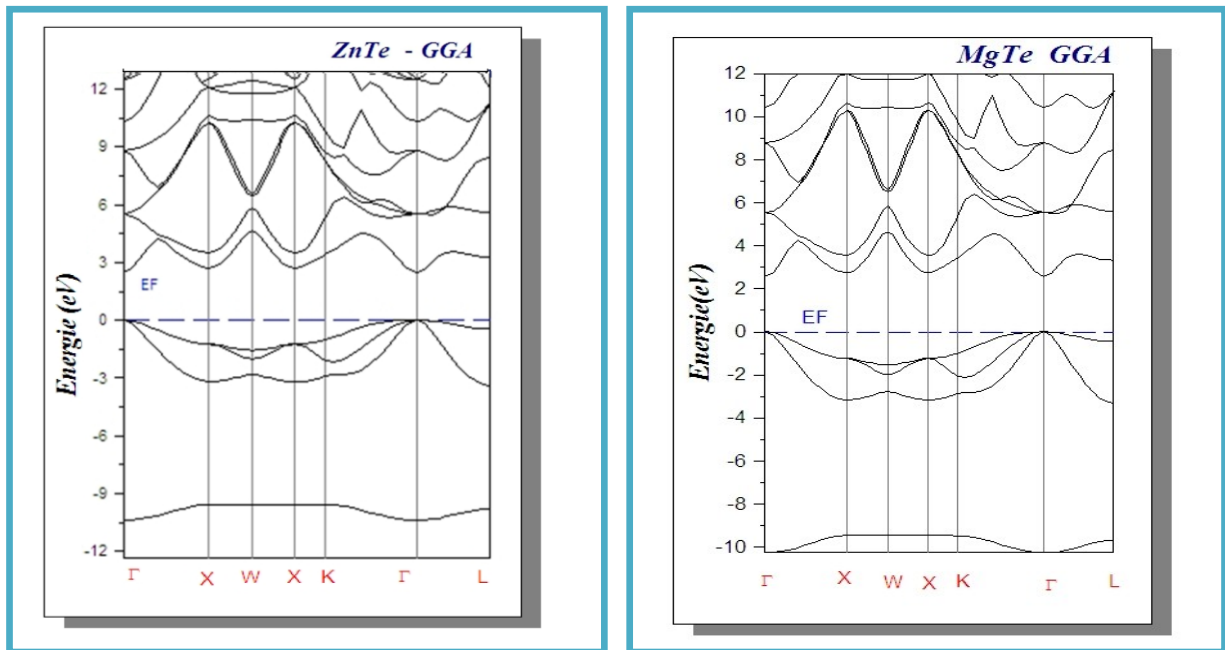 ZnTe - GGA
Energie (eV)
12
9
6
3
0
-3
-6
-9
-12
EF
Γ X W X K Γ L
MgTe GGA
Energie(eV)
12
10
8
6
4
2
0
-2
-4
-6
-8
-10
EF
Γ X W X K Γ L